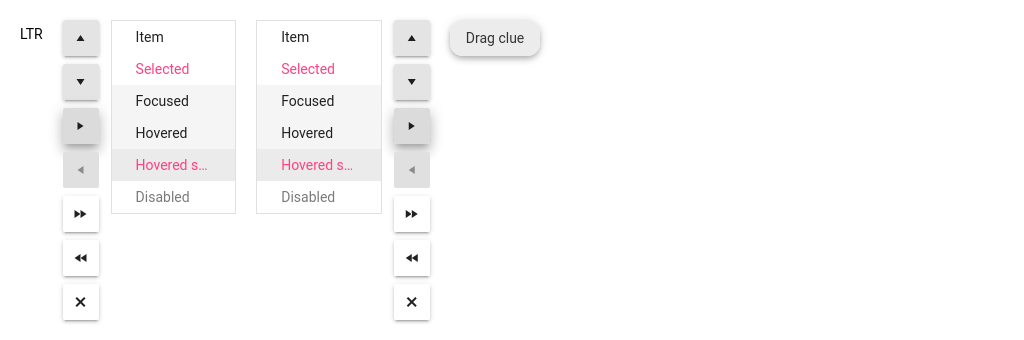 LTR
Item
Selected
Focused
Hovered
Hovered s...
Disabled
Item
Selected
Focused
Hovered
Hovered s...
Disabled
Drag clue